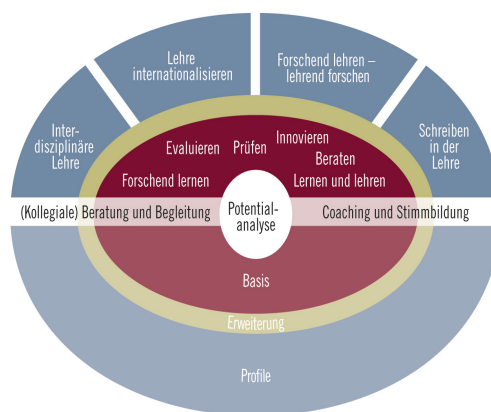 Lehre
internationalisieren
Forschend lehren –
lehrend forschen
Inter-
disziplinäre
Lehre
Schreiben
in der
Lehre
Evaluieren
Prüfen
Innovieren
Beraten
Forschend lernen
Lernen und lehren
(Kollegiale) Beratung und Begleitung
Potential-
analyse
Coaching und Stimmbildung
Basis
Erweiterung
Profile